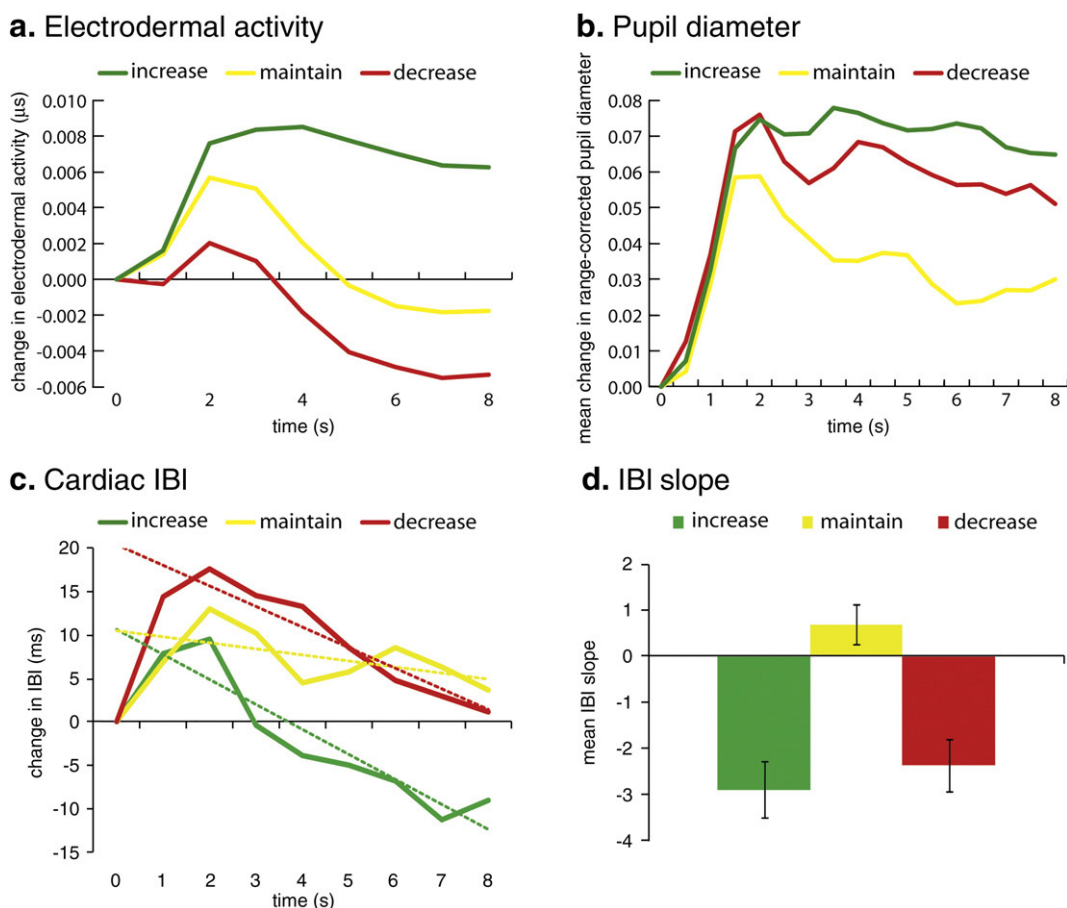 a. Electrodermal activity
increase maintain decrease
change in electrodermal activity (µs)
0.010
0.008
0.006
0.004
0.002
0.000
-0.002
-0.004
-0.006
0 2 4 6 8
time (s)
b. Pupil diameter
increase maintain decrease
mean change in range-corrected pupil diameter
0.08
0.07
0.06
0.05
0.04
0.03
0.02
0.01
0.00
0 1 2 3 4 5 6 7 8
time (s)
c. Cardiac IBI
increase maintain decrease
change in IBI (ms)
20
15
10
5
0
-5
-10
-15
0 1 2 3 4 5 6 7 8
time (s)
d. IBI slope
increase maintain decrease
mean IBI slope
2
1
0
-1
-2
-3
-4